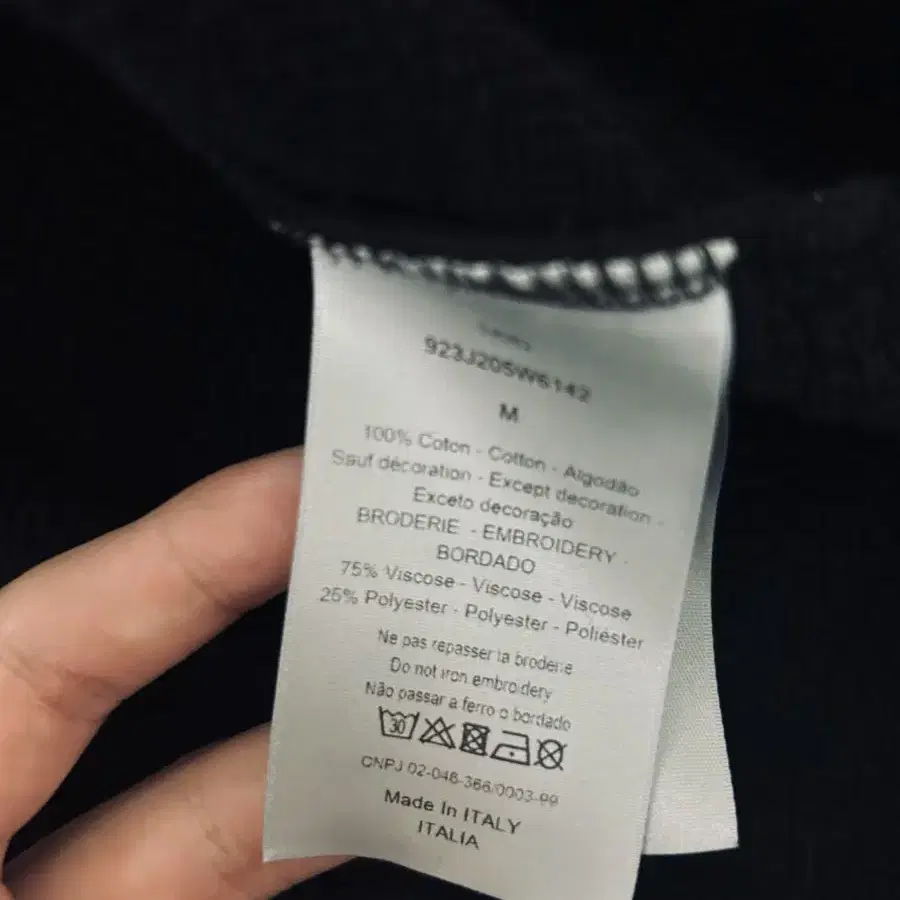 923J205W6142
M
100% Coton - Cotton - Algodão
Sauf décoration - Except decoration -
Exceto decoração
BRODERIE - EMBROIDERY -
BORDADO
75% Viscose - Viscose - Viscose
25% Polyester - Polyester - Poliéster
Ne pas repasser la broderie
Do not iron embroidery
Não passar a ferro o bordado
30
CNPJ 02-048-366/0003-99
Made In ITALY
ITALIA